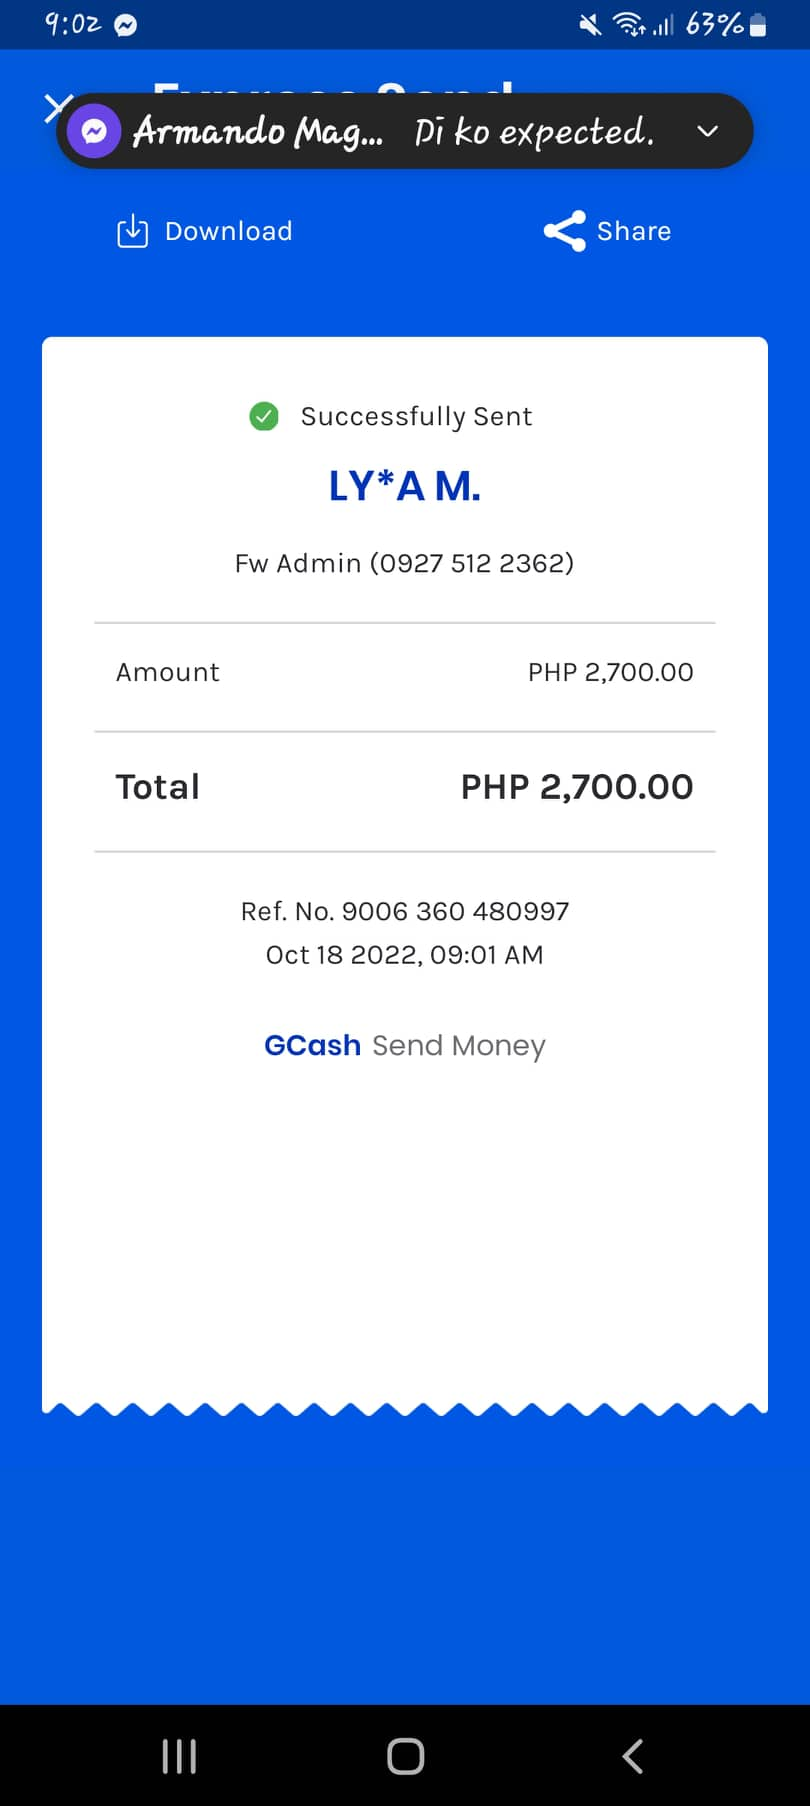 9:02
63%
Express Send
Armando Mag... Di ko expected.
Download
Share
Successfully Sent
LY*A M.
Fw Admin (0927 512 2362)
Amount PHP 2,700.00
Total PHP 2,700.00
Ref. No. 9006 360 480997
Oct 18 2022, 09:01 AM
GCash Send Money